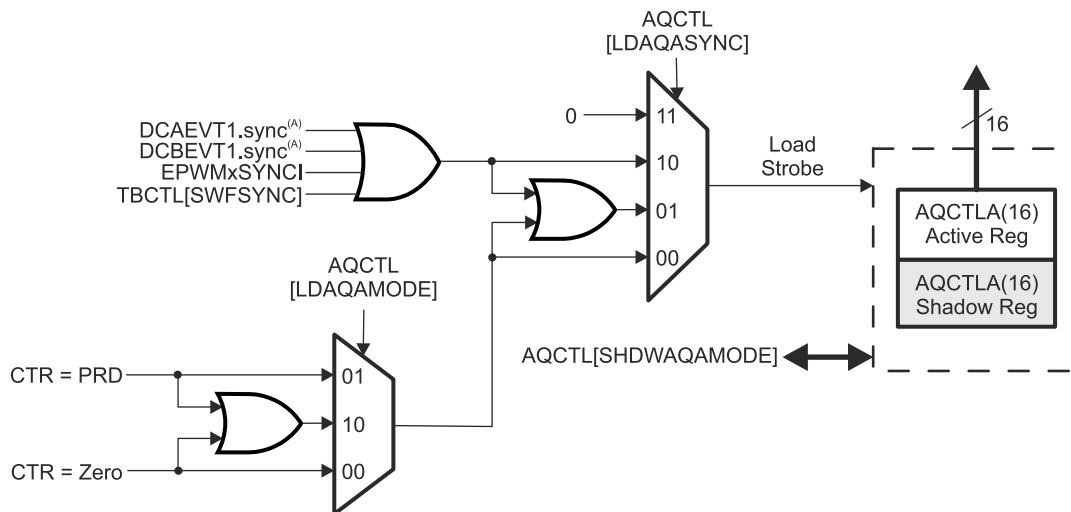 AQCTL
[LDAQASYNC]
0
11
16
DCAEVT1.sync(A)
DCBEVT1.sync(A)
EPWMxSYNCI
TBCTL[SWFSYNC]
10
Load
Strobe
01
00
AQCTLA(16)
Active Reg
AQCTLA(16)
Shadow Reg
AQCTL
[LDAQAMODE]
AQCTL[SHDWAQAMODE]
CTR = PRD
01
10
CTR = Zero
00